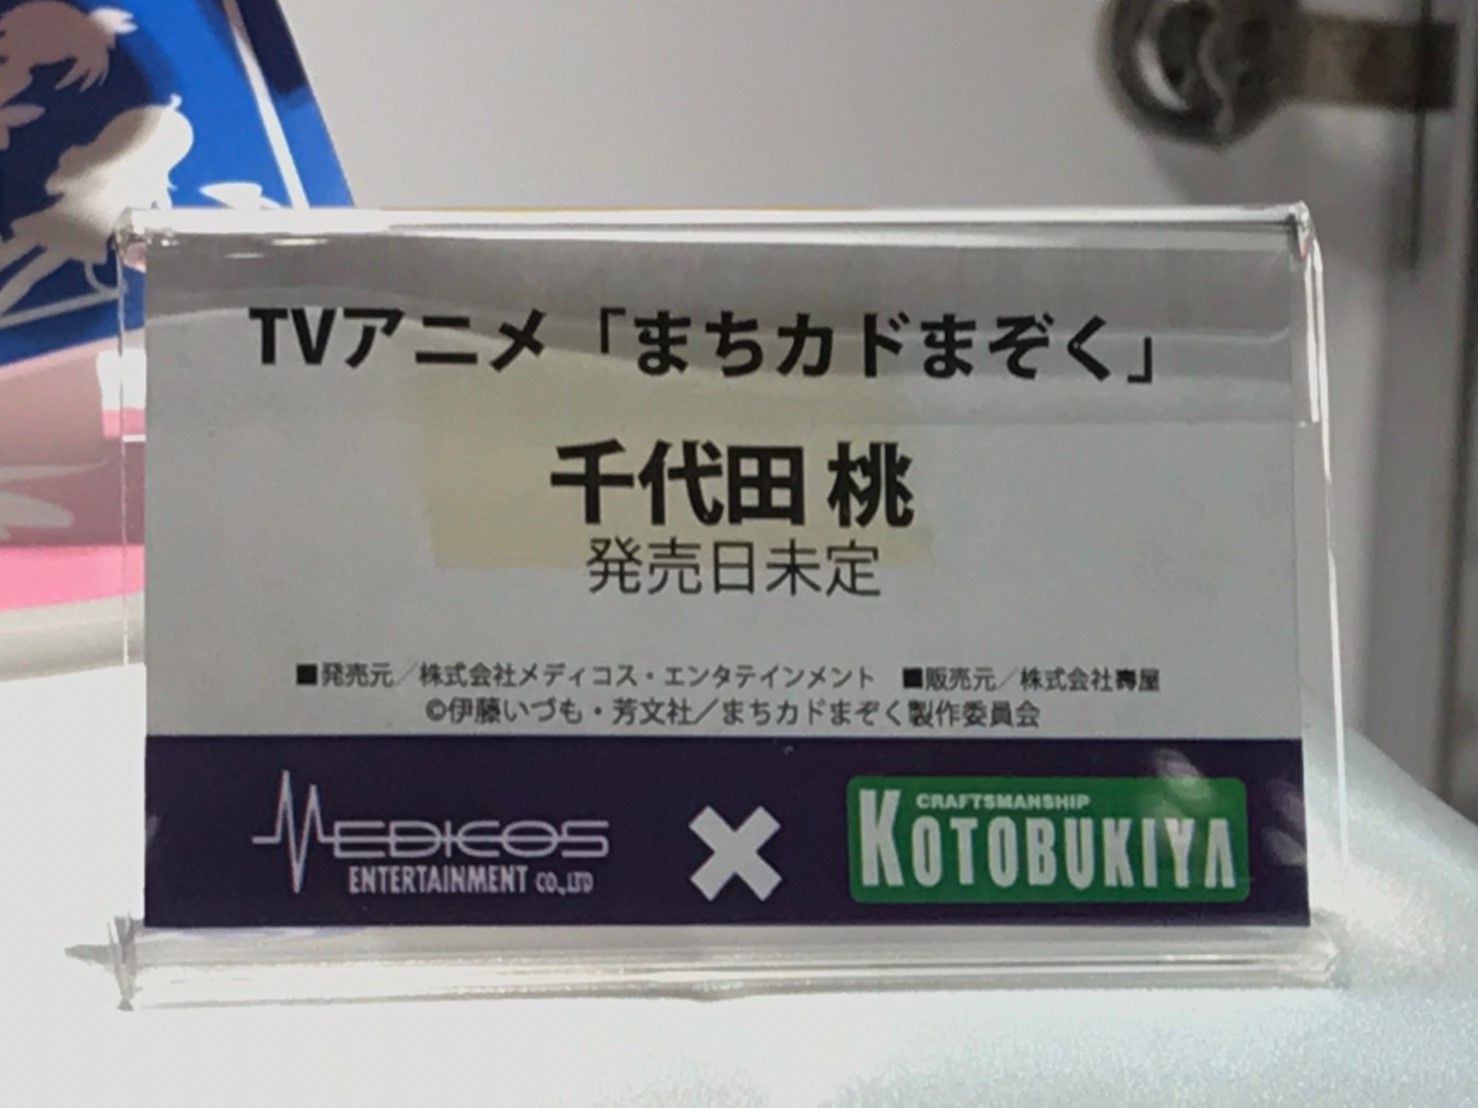 TVアニメ「まちカドまぞく」
千代田 桃
発売日未定
■発売元／株式会社メディコス・エンタテインメント ■販売元／株式会社壽屋
©伊藤いづも・芳文社／まちカドまぞく製作委員会
MEDICOS
ENTERTAINMENT CO.,LTD
×
CRAFTSMANSHIP
KOTOBUKIYA